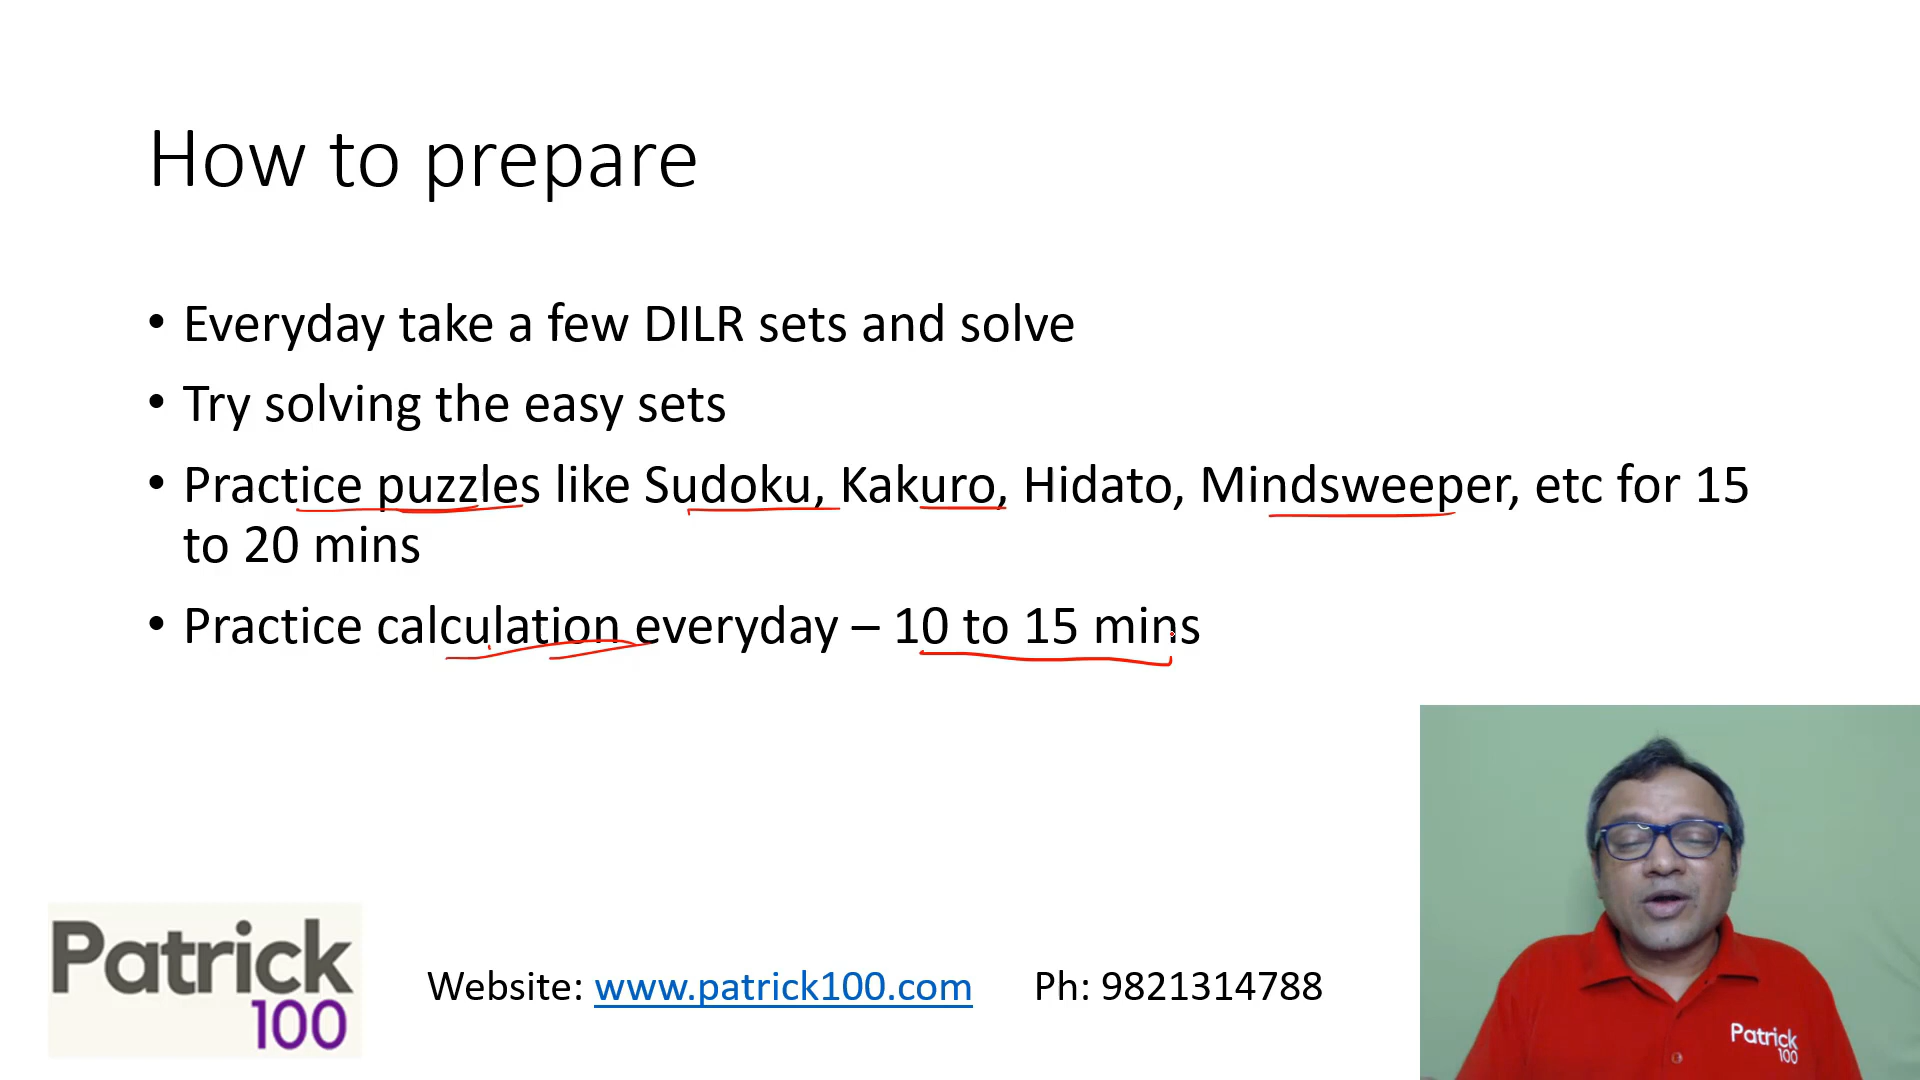 How to prepare
• Everyday take a few DILR sets and solve
• Try solving the easy sets
• Practice puzzles like Sudoku, Kakuro, Hidato, Mindsweeper, etc for 15
to 20 mins
• Practice calculation everyday – 10 to 15 mins
Patrick
100
Website: www.patrick100.com Ph: 9821314788
Patrick
100